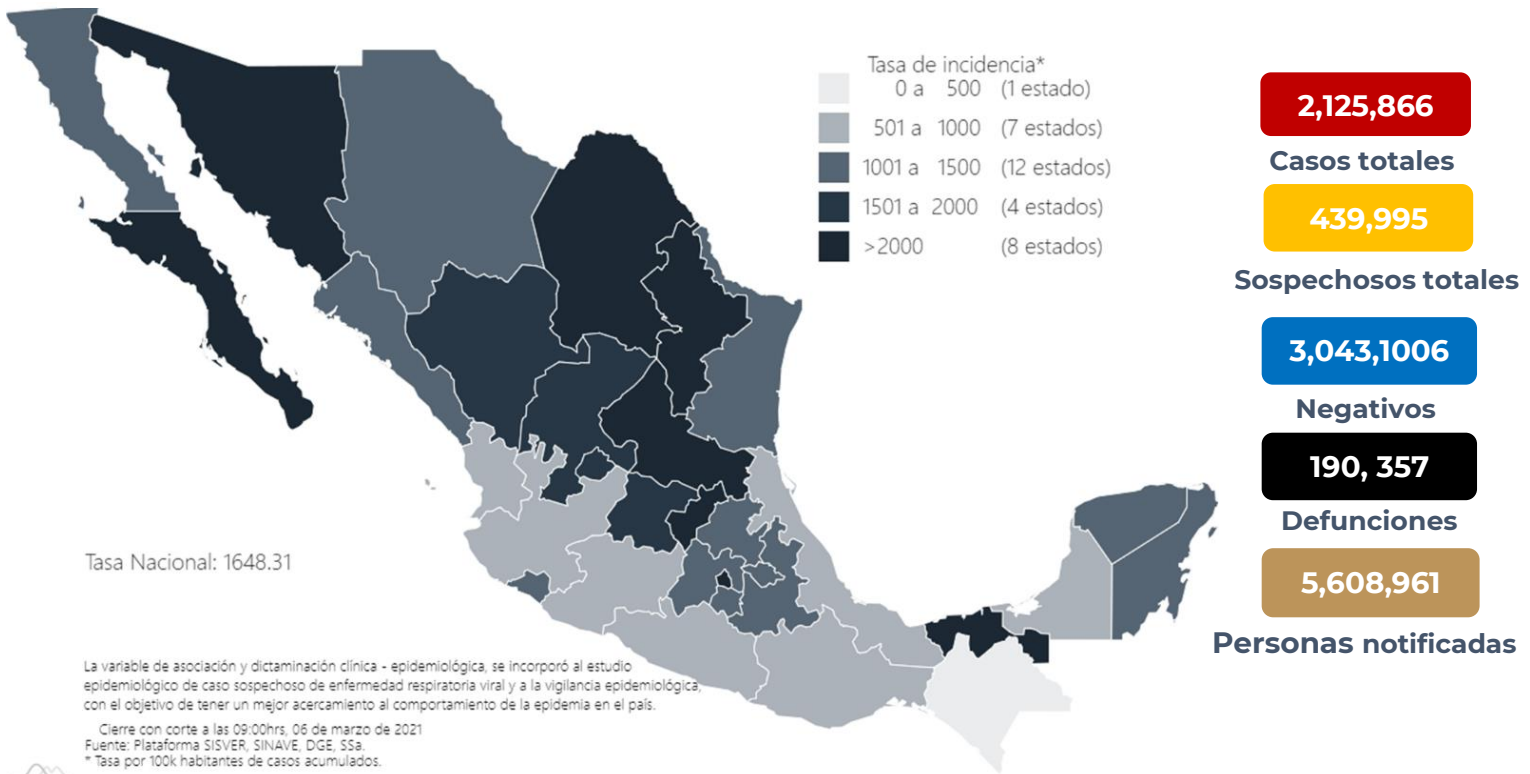 Tasa de incidencia*
0 a 500 (1 estado)
501 a 1000 (7 estados)
1001 a 1500 (12 estados)
1501 a 2000 (4 estados)
>2000 (8 estados)
2,125,866
Casos totales
439,995
Sospechosos totales
3,043,1006
Negativos
190, 357
Defunciones
5,608,961
Personas notificadas
Tasa Nacional: 1648.31
La variable de asociación y dictaminación clínica - epidemiológica, se incorporó al estudio
epidemiológico de caso sospechoso de enfermedad respiratoria viral y a la vigilancia epidemiológica,
con el objetivo de tener un mejor acercamiento al comportamiento de la epidemia en el país.
Cierre con corte a las 09:00hrs, 06 de marzo de 2021
Fuente: Plataforma SISVER, SINAVE, DGE, SSa.
* Tasa por 100k habitantes de casos acumulados.